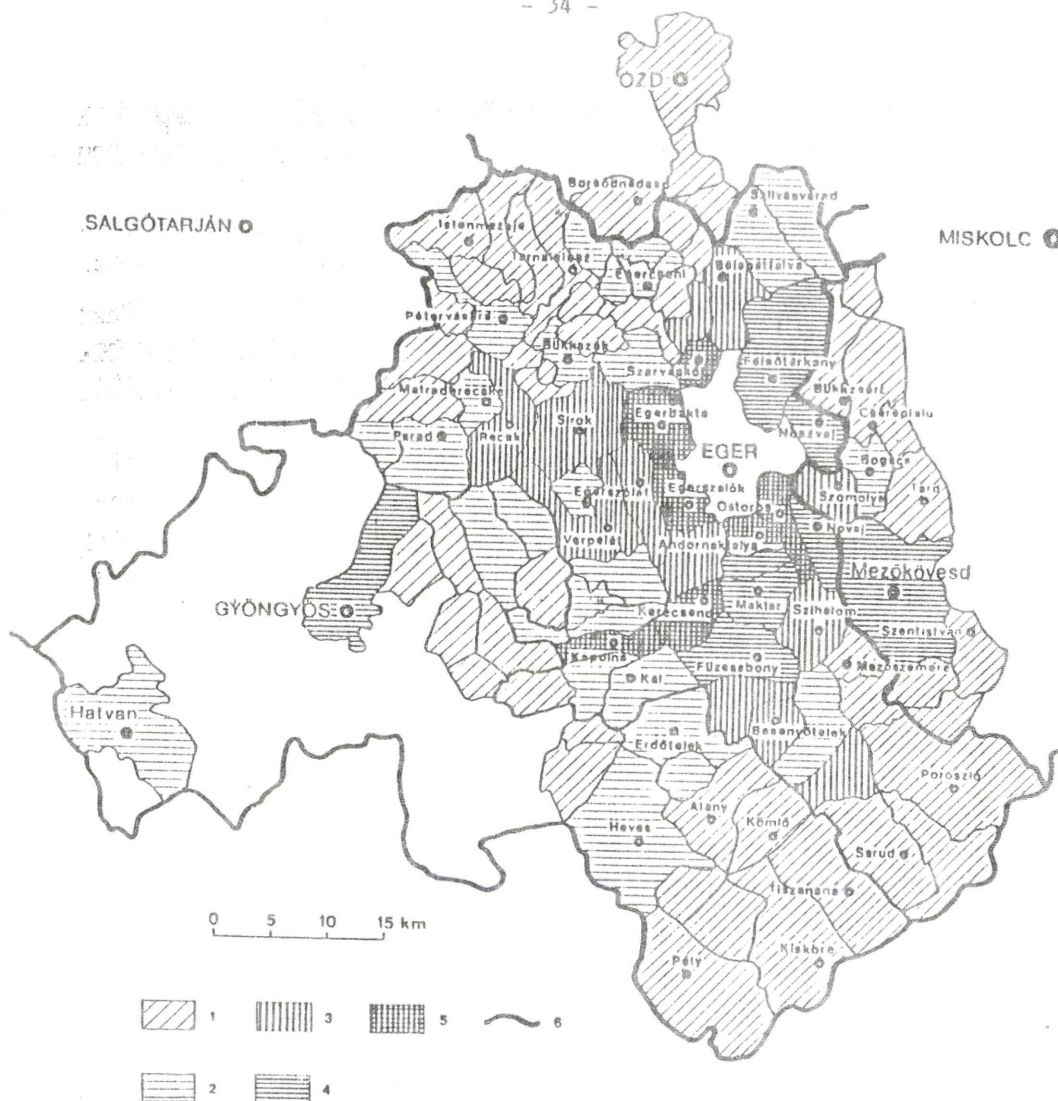 - 34 -
ÓZD
Borsodnádasd
Szilvásvárad
SALGÓTARJÁN
MISKOLC
Istenmezeje
Tarnalelesz
Egercsehi
Bélapátfalva
Pétervására
Bükkszék
Szarvaskő
Felsőtárkány
Mátraderecske
Bükkzsérc
Cserépfalu
Egerbakta
Noszvaj
Parád
Recsk
Sirok
EGER
Bogács
Egerszólát
Egerszalók
Szomolya
Tard
Ostoros
Verpelét
Andornaktálya
Novaj
Mezőkövesd
GYÖNGYÖS
Kerecsend
Maklár
Szihalom
Szentistván
Kápolna
Füzesabony
Mezőszemere
Kál
Hatvan
Besenyőtelek
Erdőtelek
Poroszló
Átány
Kömlő
Heves
Sarud
Tiszanána
0 5 10 15 km
Kisköre
Pély
1 3 5 6
2 4